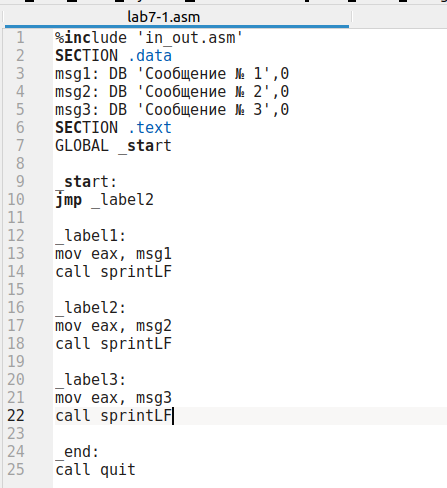 lab7-1.asm
1 %include 'in_out.asm'
2 SECTION .data
3 msg1: DB 'Сообщение № 1',0
4 msg2: DB 'Сообщение № 2',0
5 msg3: DB 'Сообщение № 3',0
6 SECTION .text
7 GLOBAL _start
8
9 _start:
10 jmp _label2
11
12 _label1:
13 mov eax, msg1
14 call sprintLF
15
16 _label2:
17 mov eax, msg2
18 call sprintLF
19
20 _label3:
21 mov eax, msg3
22 call sprintLF
23
24 _end:
25 call quit